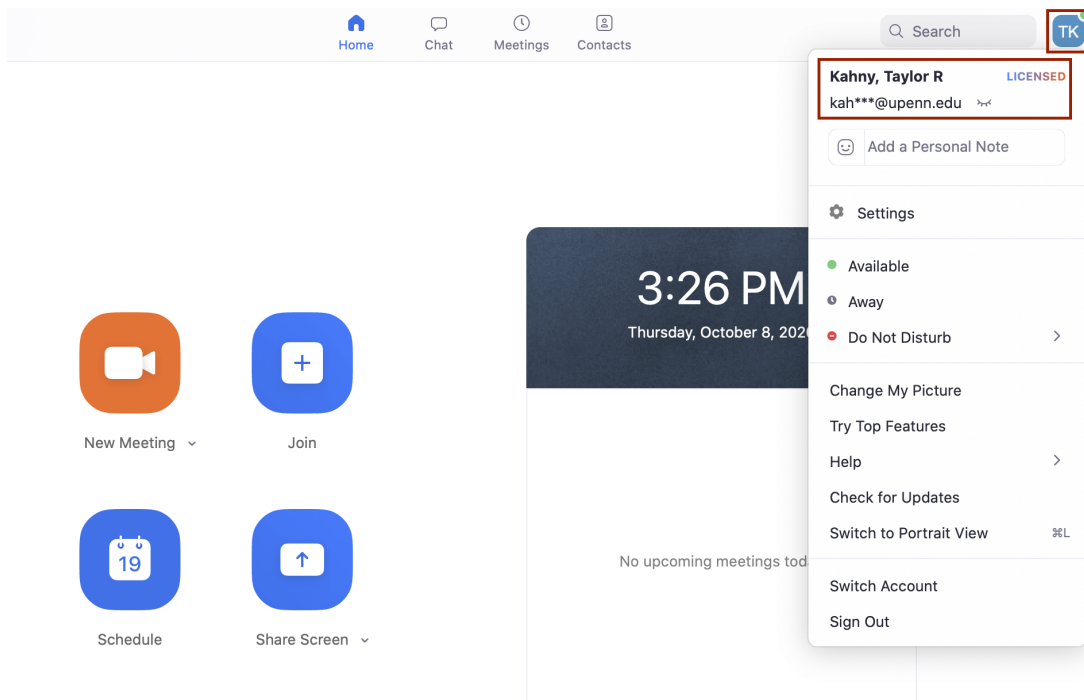 Home
Chat
Meetings
Contacts
Search
TK
Kahny, Taylor R
LICENSED
kah***@upenn.edu
Add a Personal Note
Settings
Available
Away
Do Not Disturb
Change My Picture
Try Top Features
Help
Check for Updates
Switch to Portrait View
⌘L
Switch Account
Sign Out
3:26 PM
Thursday, October 8,
No upcoming meetings
New Meeting
Join
19
Schedule
Share Screen